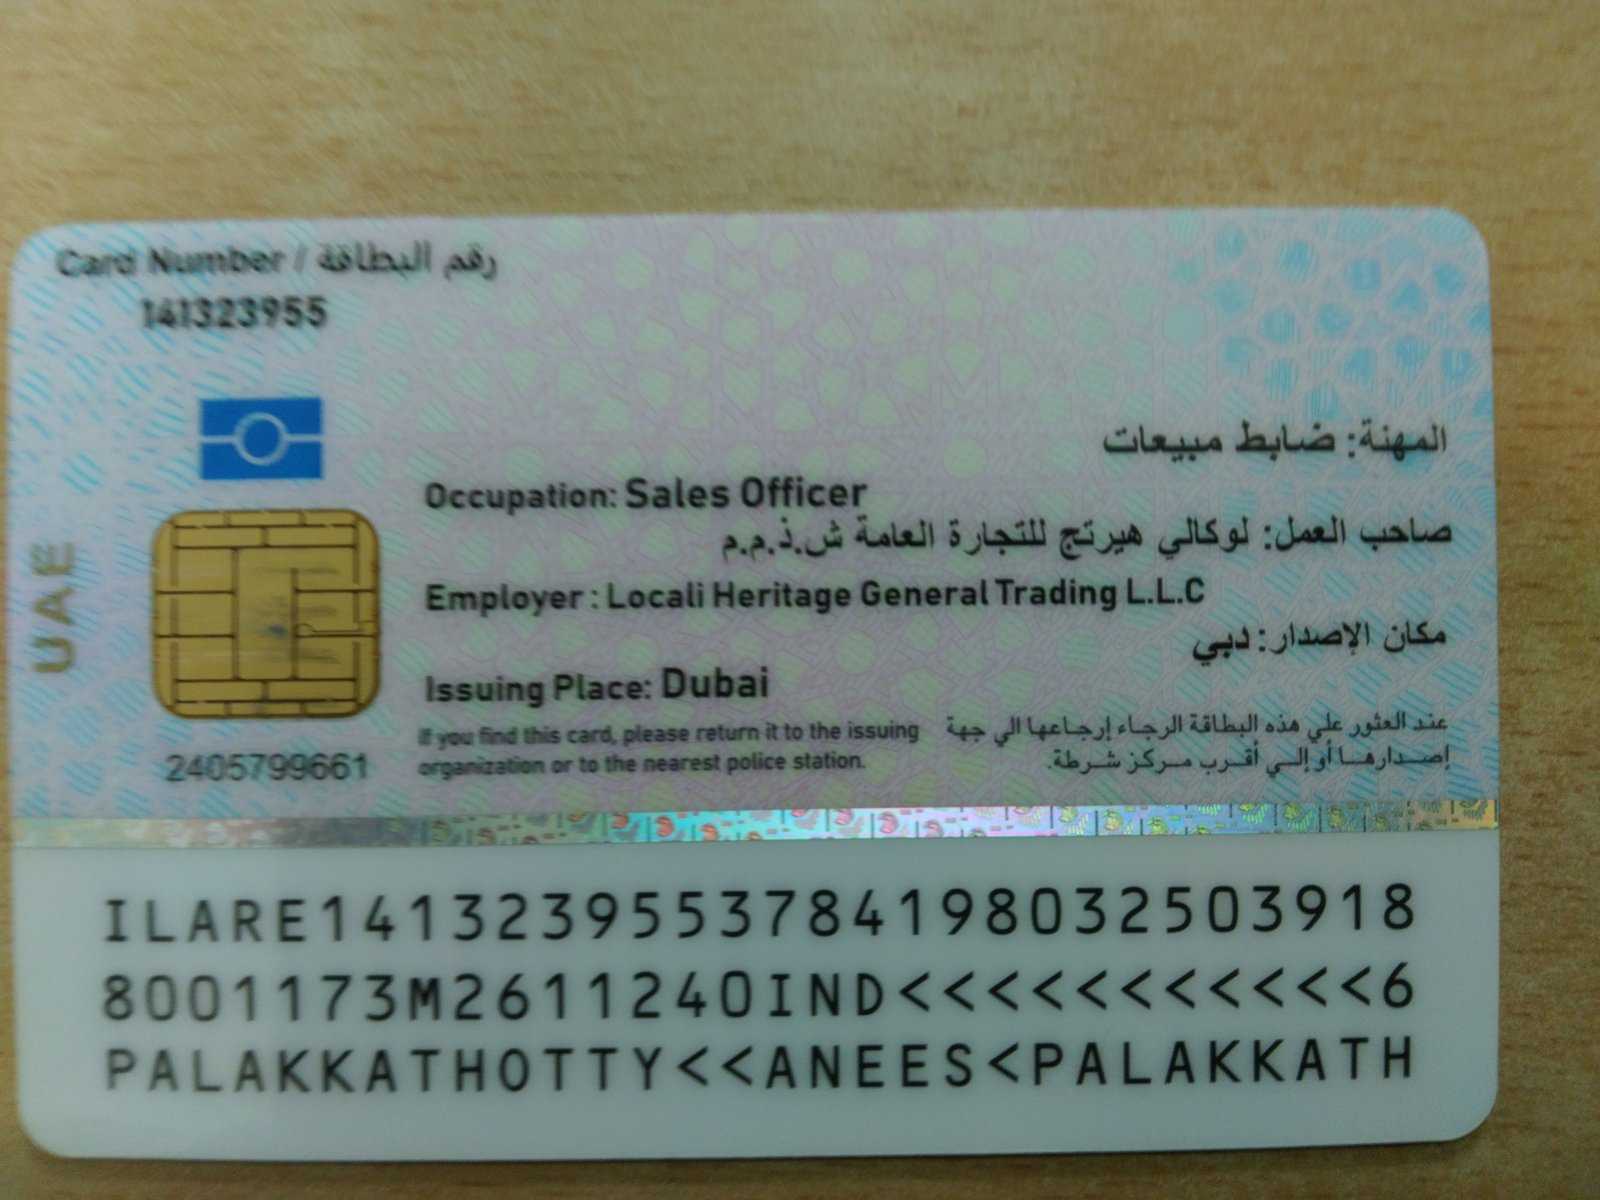 Card Number / رقم البطاقة
141323955
المهنة: ضابط مبيعات
Occupation: Sales Officer
صاحب العمل: لوكالي هيرتج للتجارة العامة ش.ذ.م.م
Employer : Locali Heritage General Trading L.L.C
مكان الإصدار: دبي
Issuing Place: Dubai
If you find this card, please return it to the issuing
organization or to the nearest police station.
عند العثور علي هذه البطاقة الرجاء إرجاعها الي جهة
إصدارها أو إلي أقرب مركز شرطة.
UAE
2405799661
ILARE1413239553784198032503918
8001173M2611240IND<<<<<<<<<<<6
PALAKKATHOTTY<<ANEES<PALAKKATH